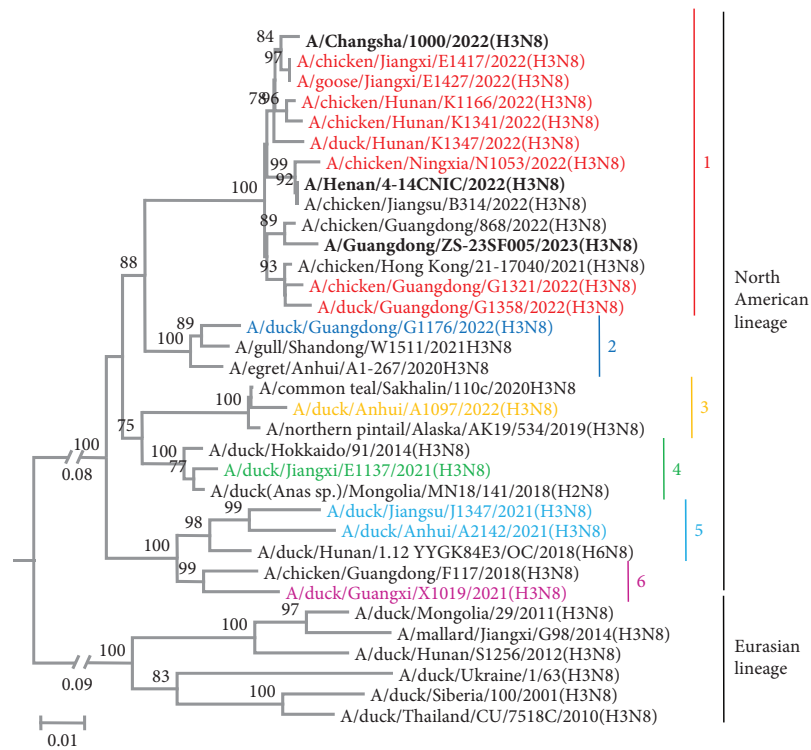 84
A/Changsha/1000/2022(H3N8)
97
A/chicken/Jiangxi/E1417/2022(H3N8)
A/goose/Jiangxi/E1427/2022(H3N8)
78
96
A/chicken/Hunan/K1166/2022(H3N8)
A/chicken/Hunan/K1341/2022(H3N8)
A/duck/Hunan/K1347/2022(H3N8)
99
A/chicken/Ningxia/N1053/2022(H3N8)
1
100
92
A/Henan/4-14CNIC/2022(H3N8)
A/chicken/Jiangsu/B314/2022(H3N8)
89
A/chicken/Guangdong/868/2022(H3N8)
A/Guangdong/ZS-23SF005/2023(H3N8)
93
A/chicken/Hong Kong/21-17040/2021(H3N8)
88
A/chicken/Guangdong/G1321/2022(H3N8)
A/duck/Guangdong/G1358/2022(H3N8)
North
American
lineage
89
A/duck/Guangdong/G1176/2022(H3N8)
100
A/gull/Shandong/W1511/2021H3N8
2
A/egret/Anhui/A1-267/2020H3N8
A/common teal/Sakhalin/110c/2020H3N8
100
A/duck/Anhui/A1097/2022(H3N8)
3
75
A/northern pintail/Alaska/AK19/534/2019(H3N8)
100
100
A/duck/Hokkaido/91/2014(H3N8)
0.08
77
A/duck/Jiangxi/E1137/2021(H3N8)
4
A/duck(Anas sp.)/Mongolia/MN18/141/2018(H2N8)
99
A/duck/Jiangsu/J1347/2021(H3N8)
98
A/duck/Anhui/A2142/2021(H3N8)
5
100
A/duck/Hunan/1.12 YYGK84E3/OC/2018(H6N8)
99
A/chicken/Guangdong/F117/2018(H3N8)
A/duck/Guangxi/X1019/2021(H3N8)
6
97
A/duck/Mongolia/29/2011(H3N8)
100
A/mallard/Jiangxi/G98/2014(H3N8)
100
A/duck/Hunan/S1256/2012(H3N8)
Eurasian
lineage
0.09
83
A/duck/Ukraine/1/63(H3N8)
100
A/duck/Siberia/100/2001(H3N8)
A/duck/Thailand/CU/7518C/2010(H3N8)
0.01